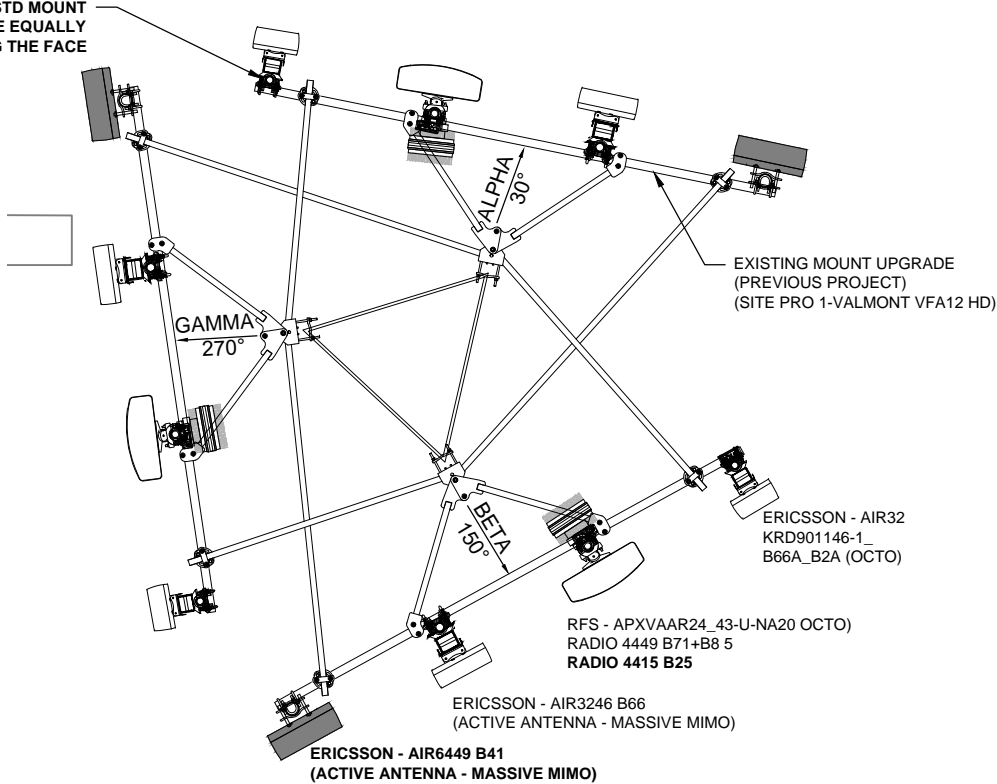 STD MOUNT
E EQUALLY
G THE FACE
ALPHA
30°
EXISTING MOUNT UPGRADE
(PREVIOUS PROJECT)
(SITE PRO 1-VALMONT VFA12 HD)
GAMMA
270°
BETA
150°
ERICSSON - AIR32
KRD901146-1_
B66A_B2A (OCTO)
RFS - APXVAAR24_43-U-NA20 OCTO)
RADIO 4449 B71+B8 5
RADIO 4415 B25
ERICSSON - AIR3246 B66
(ACTIVE ANTENNA - MASSIVE MIMO)
ERICSSON - AIR6449 B41
(ACTIVE ANTENNA - MASSIVE MIMO)